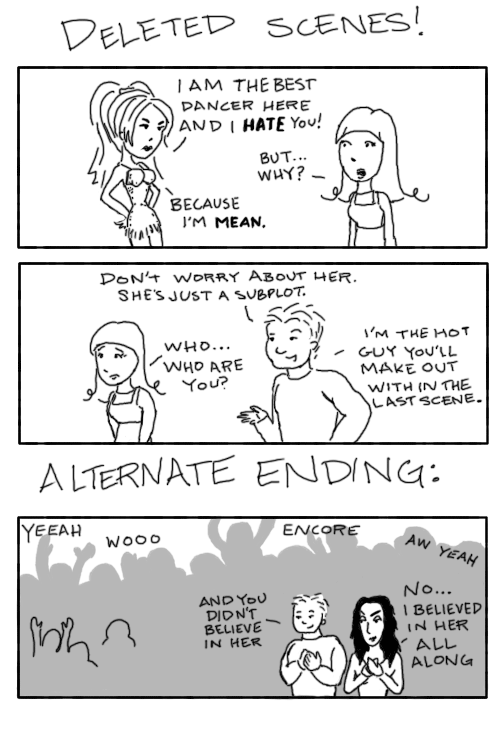 DELETED SCENES!
I AM THE BEST
DANCER HERE
AND I HATE YOU!
BUT...
WHY?
BECAUSE
I'M MEAN.
DON'T WORRY ABOUT HER.
SHE'S JUST A SUBPLOT.
WHO...
WHO ARE
YOU?
I'M THE HOT
GUY YOU'LL
MAKE OUT
WITH IN THE
LAST SCENE.
ALTERNATE ENDING:
YEEAH
WOOO
ENCORE
AW YEAH
AND YOU
DIDN'T
BELIEVE
IN HER
NO...
I BELIEVED
IN HER
ALL
ALONG